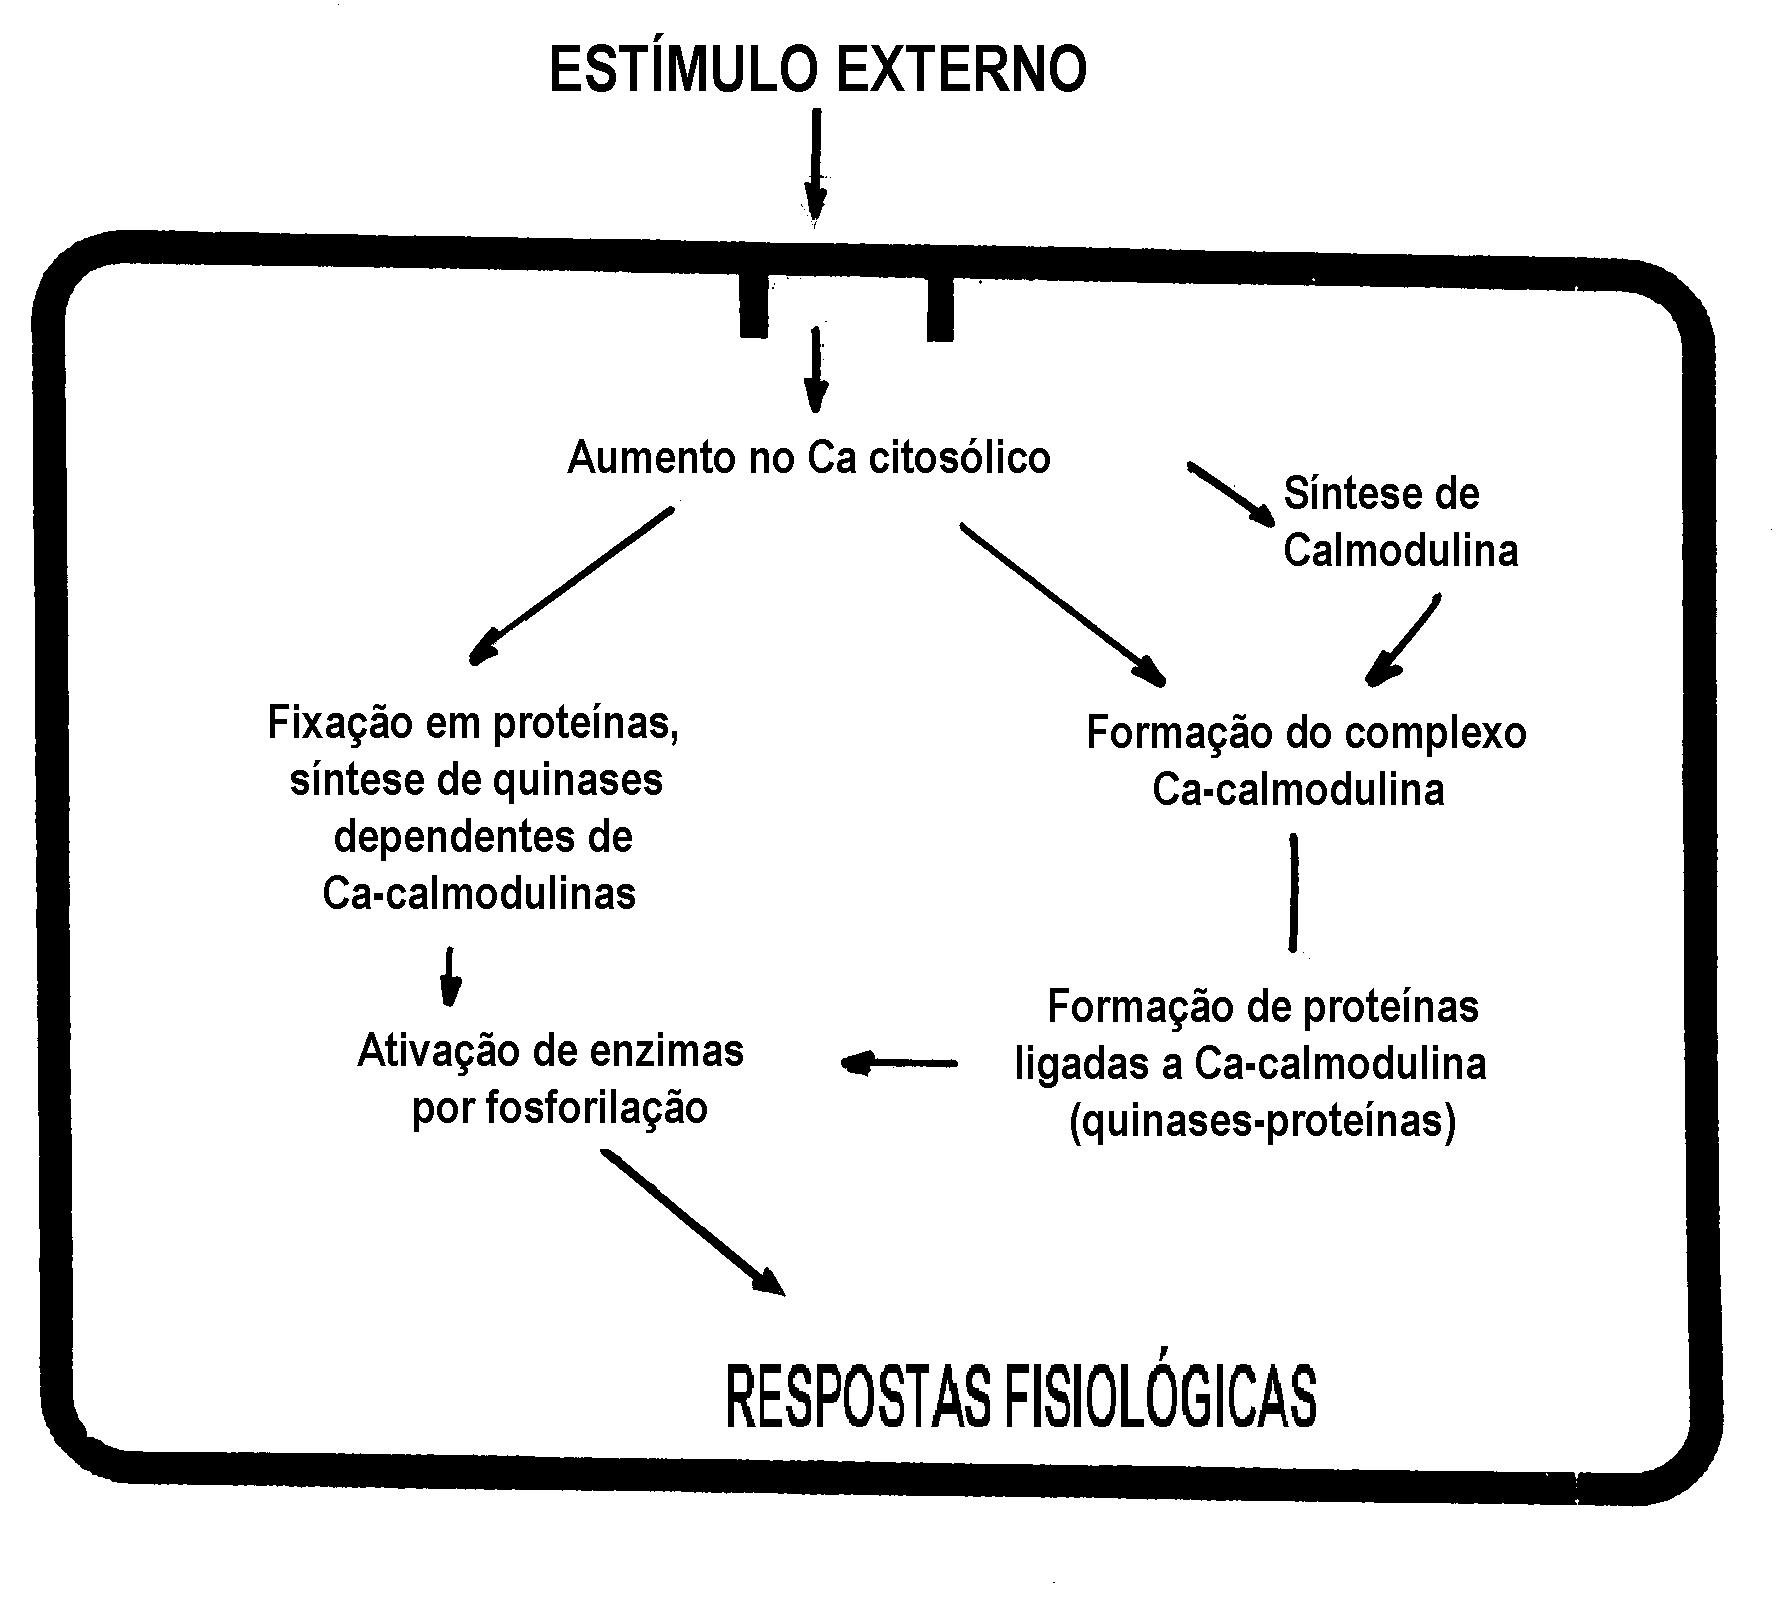 ESTÍMULO EXTERNO
Aumento no Ca citosólico
Síntese de
Calmodulina
Fixação em proteínas,
síntese de quinases
dependentes de
Ca-calmodulinas
Formação do complexo
Ca-calmodulina
Ativação de enzimas
por fosforilação
Formação de proteínas
ligadas a Ca-calmodulina
(quinases-proteínas)
RESPOSTAS FISIOLÓGICAS